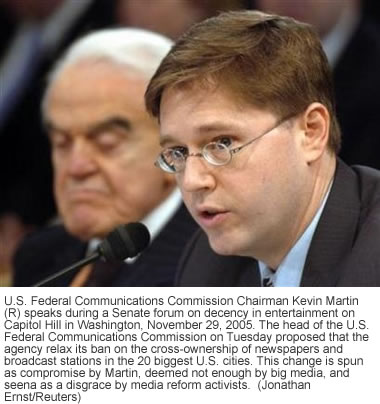 U.S. Federal Communications Commission Chairman Kevin Martin
(R) speaks during a Senate forum on decency in entertainment on
Capitol Hill in Washington, November 29, 2005. The head of the U.S.
Federal Communications Commission on Tuesday proposed that the
agency relax its ban on the cross-ownership of newspapers and
broadcast stations in the 20 biggest U.S. cities. This change is spun
as compromise by Martin, deemed not enough by big media, and
seena as a disgrace by media reform activists.  (Jonathan
Ernst/Reuters)